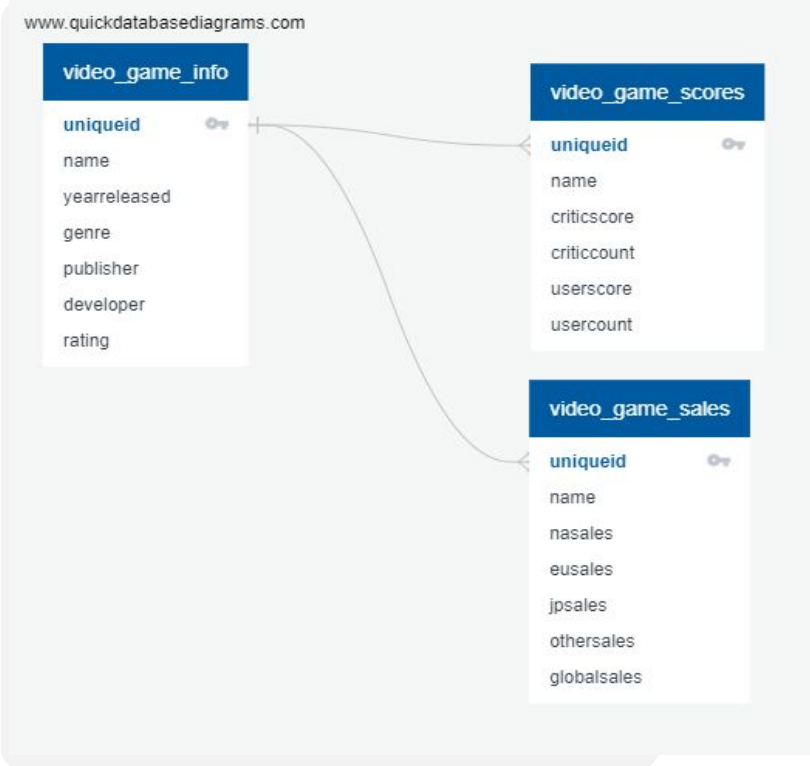 www.quickdatabasediagrams.com
video_game_info
uniqueid
name
yearreleased
genre
publisher
developer
rating
video_game_scores
uniqueid
name
criticscore
criticcount
userscore
usercount
video_game_sales
uniqueid
name
nasales
eusales
jpsales
othersales
globalsales